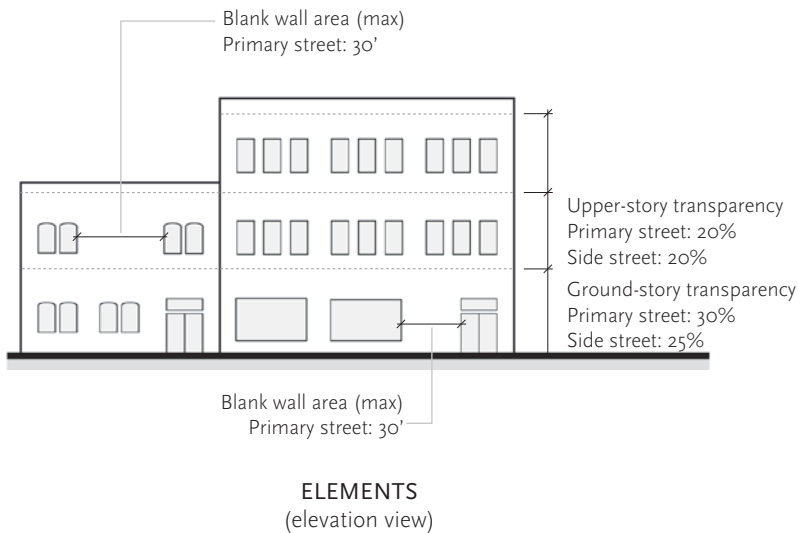 Blank wall area (max)
Primary street: 30'
Upper-story transparency
Primary street: 20%
Side street: 20%
Ground-story transparency
Primary street: 30%
Side street: 25%
Blank wall area (max)
Primary street: 30'
ELEMENTS
(elevation view)